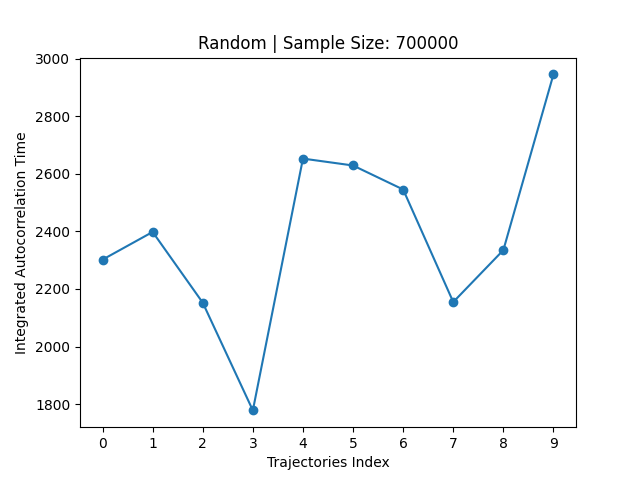 Random | Sample Size: 700000
3000
2800
2600
2400
2200
2000
1800
Integrated Autocorrelation Time
0 1 2 3 4 5 6 7 8 9
Trajectories Index